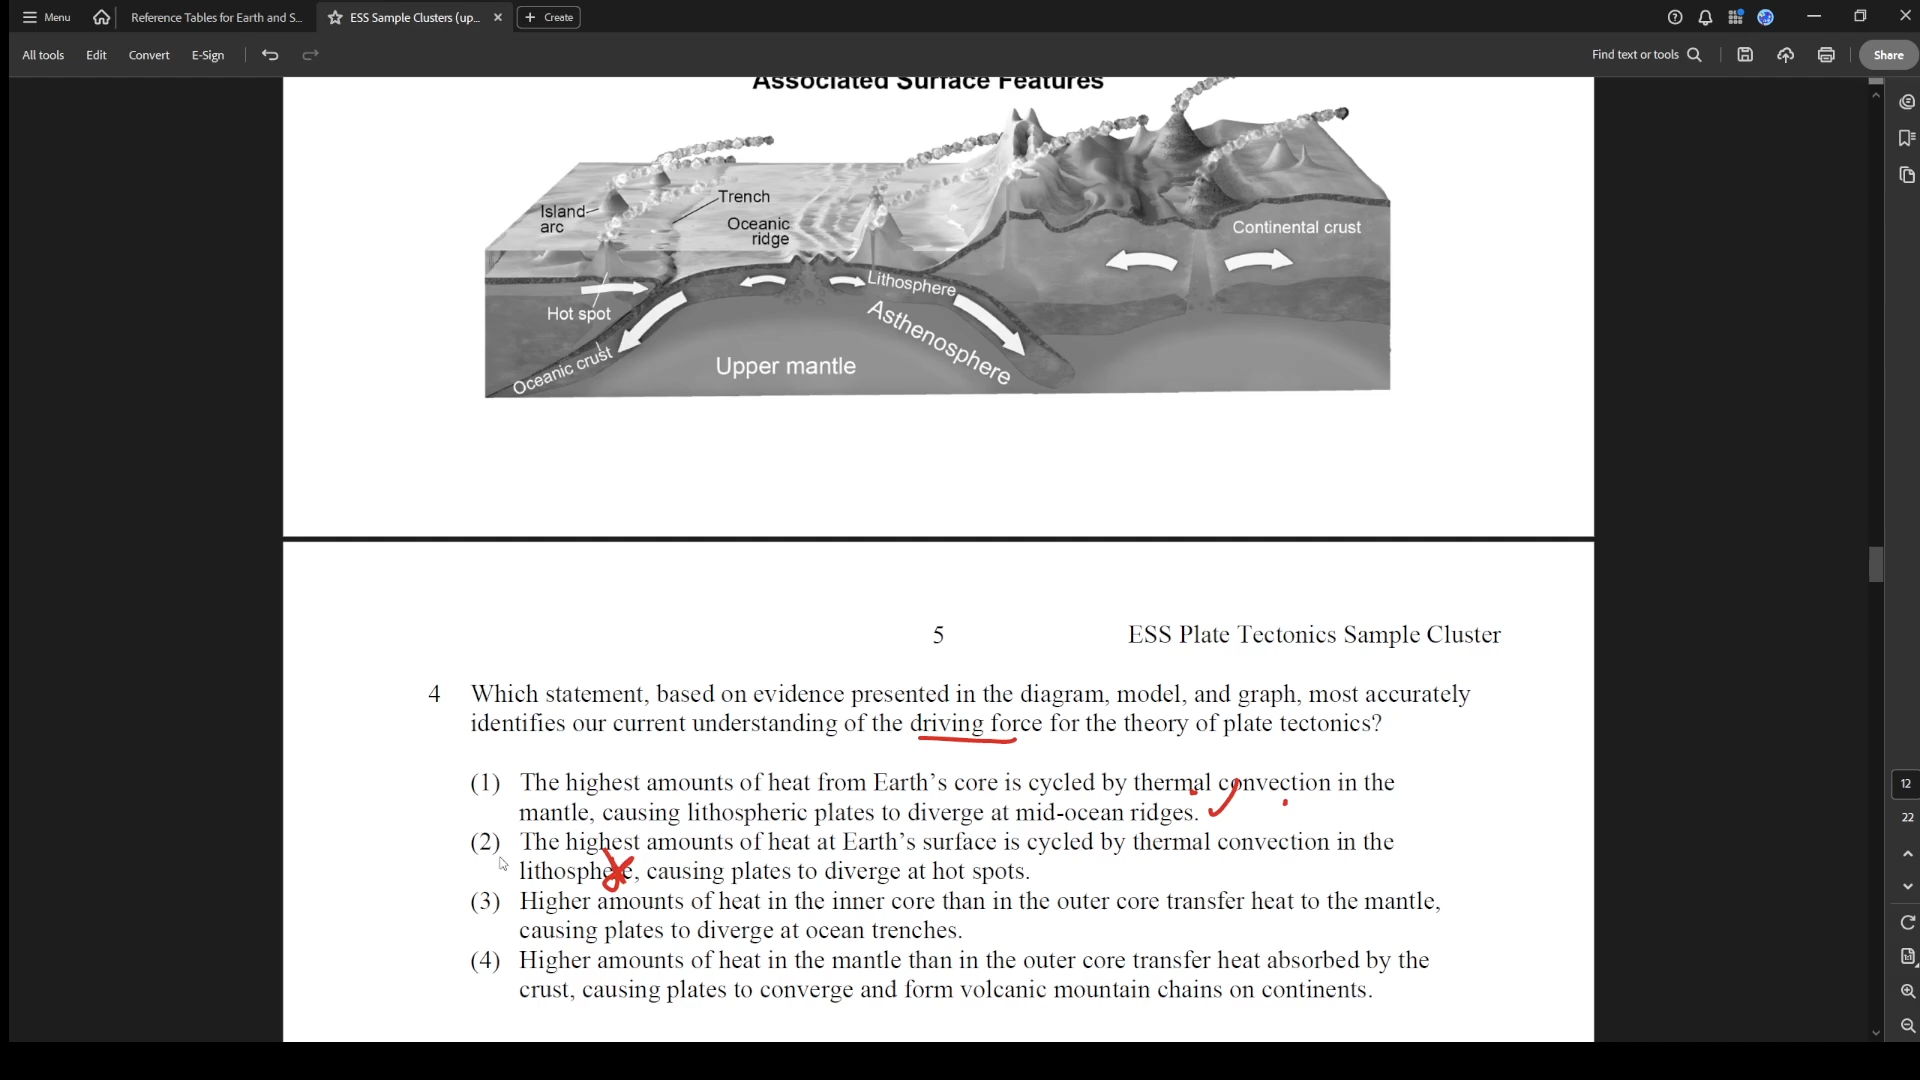 Menu
Reference Tables for Earth and S...
ESS Sample Clusters (up...
Create
All tools
Edit
Convert
E-Sign
Find text or tools
Share
Associated Surface Features
Island arc
Trench
Oceanic ridge
Continental crust
Lithosphere
Hot spot
Asthenosphere
Oceanic crust
Upper mantle
5
ESS Plate Tectonics Sample Cluster
4 Which statement, based on evidence presented in the diagram, model, and graph, most accurately
identifies our current understanding of the driving force for the theory of plate tectonics?
(1) The highest amounts of heat from Earth’s core is cycled by thermal convection in the
mantle, causing lithospheric plates to diverge at mid-ocean ridges.
(2) The highest amounts of heat at Earth’s surface is cycled by thermal convection in the
lithosphere, causing plates to diverge at hot spots.
(3) Higher amounts of heat in the inner core than in the outer core transfer heat to the mantle,
causing plates to diverge at ocean trenches.
(4) Higher amounts of heat in the mantle than in the outer core transfer heat absorbed by the
crust, causing plates to converge and form volcanic mountain chains on continents.
12
22